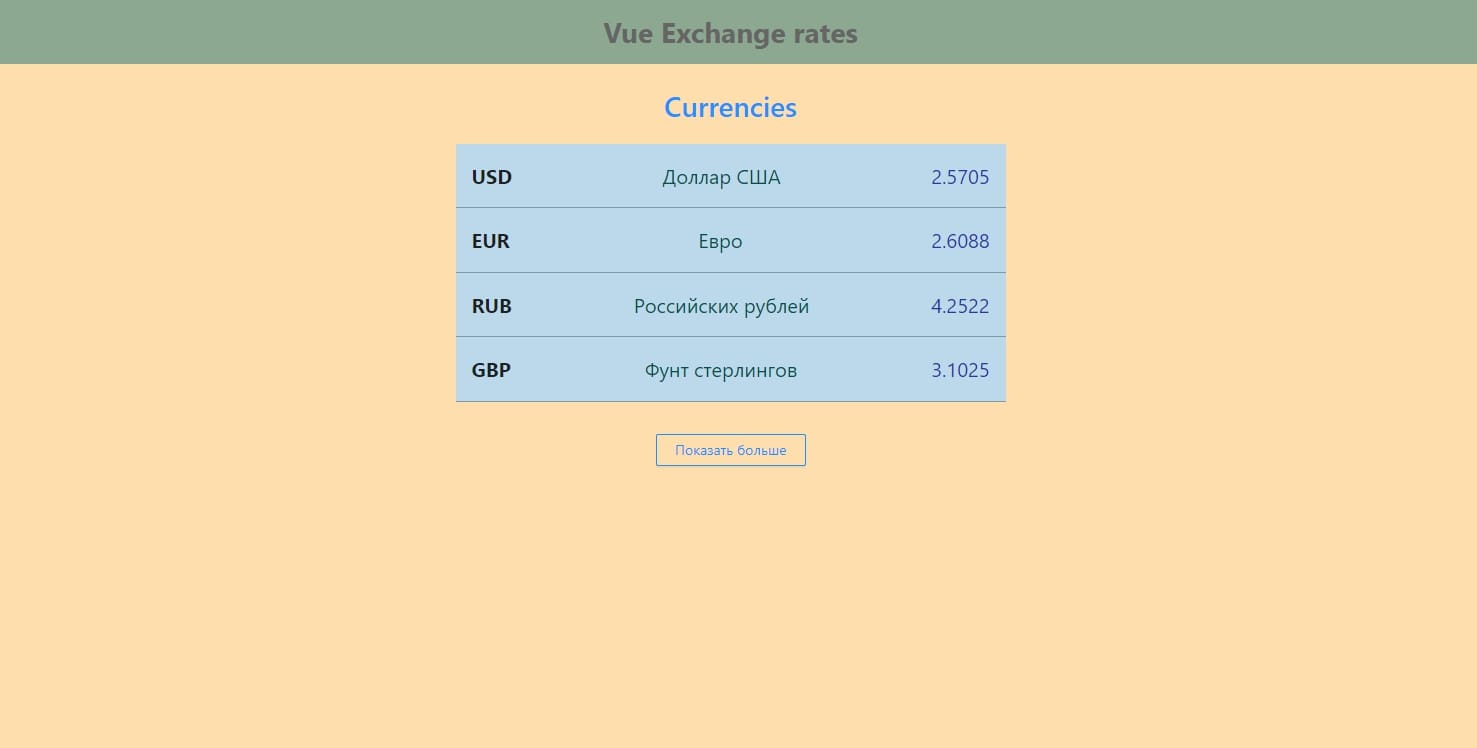 Vue Exchange rates
Currencies
USD Доллар США 2.5705
EUR Евро 2.6088
RUB Российских рублей 4.2522
GBP Фунт стерлингов 3.1025
Показать больше